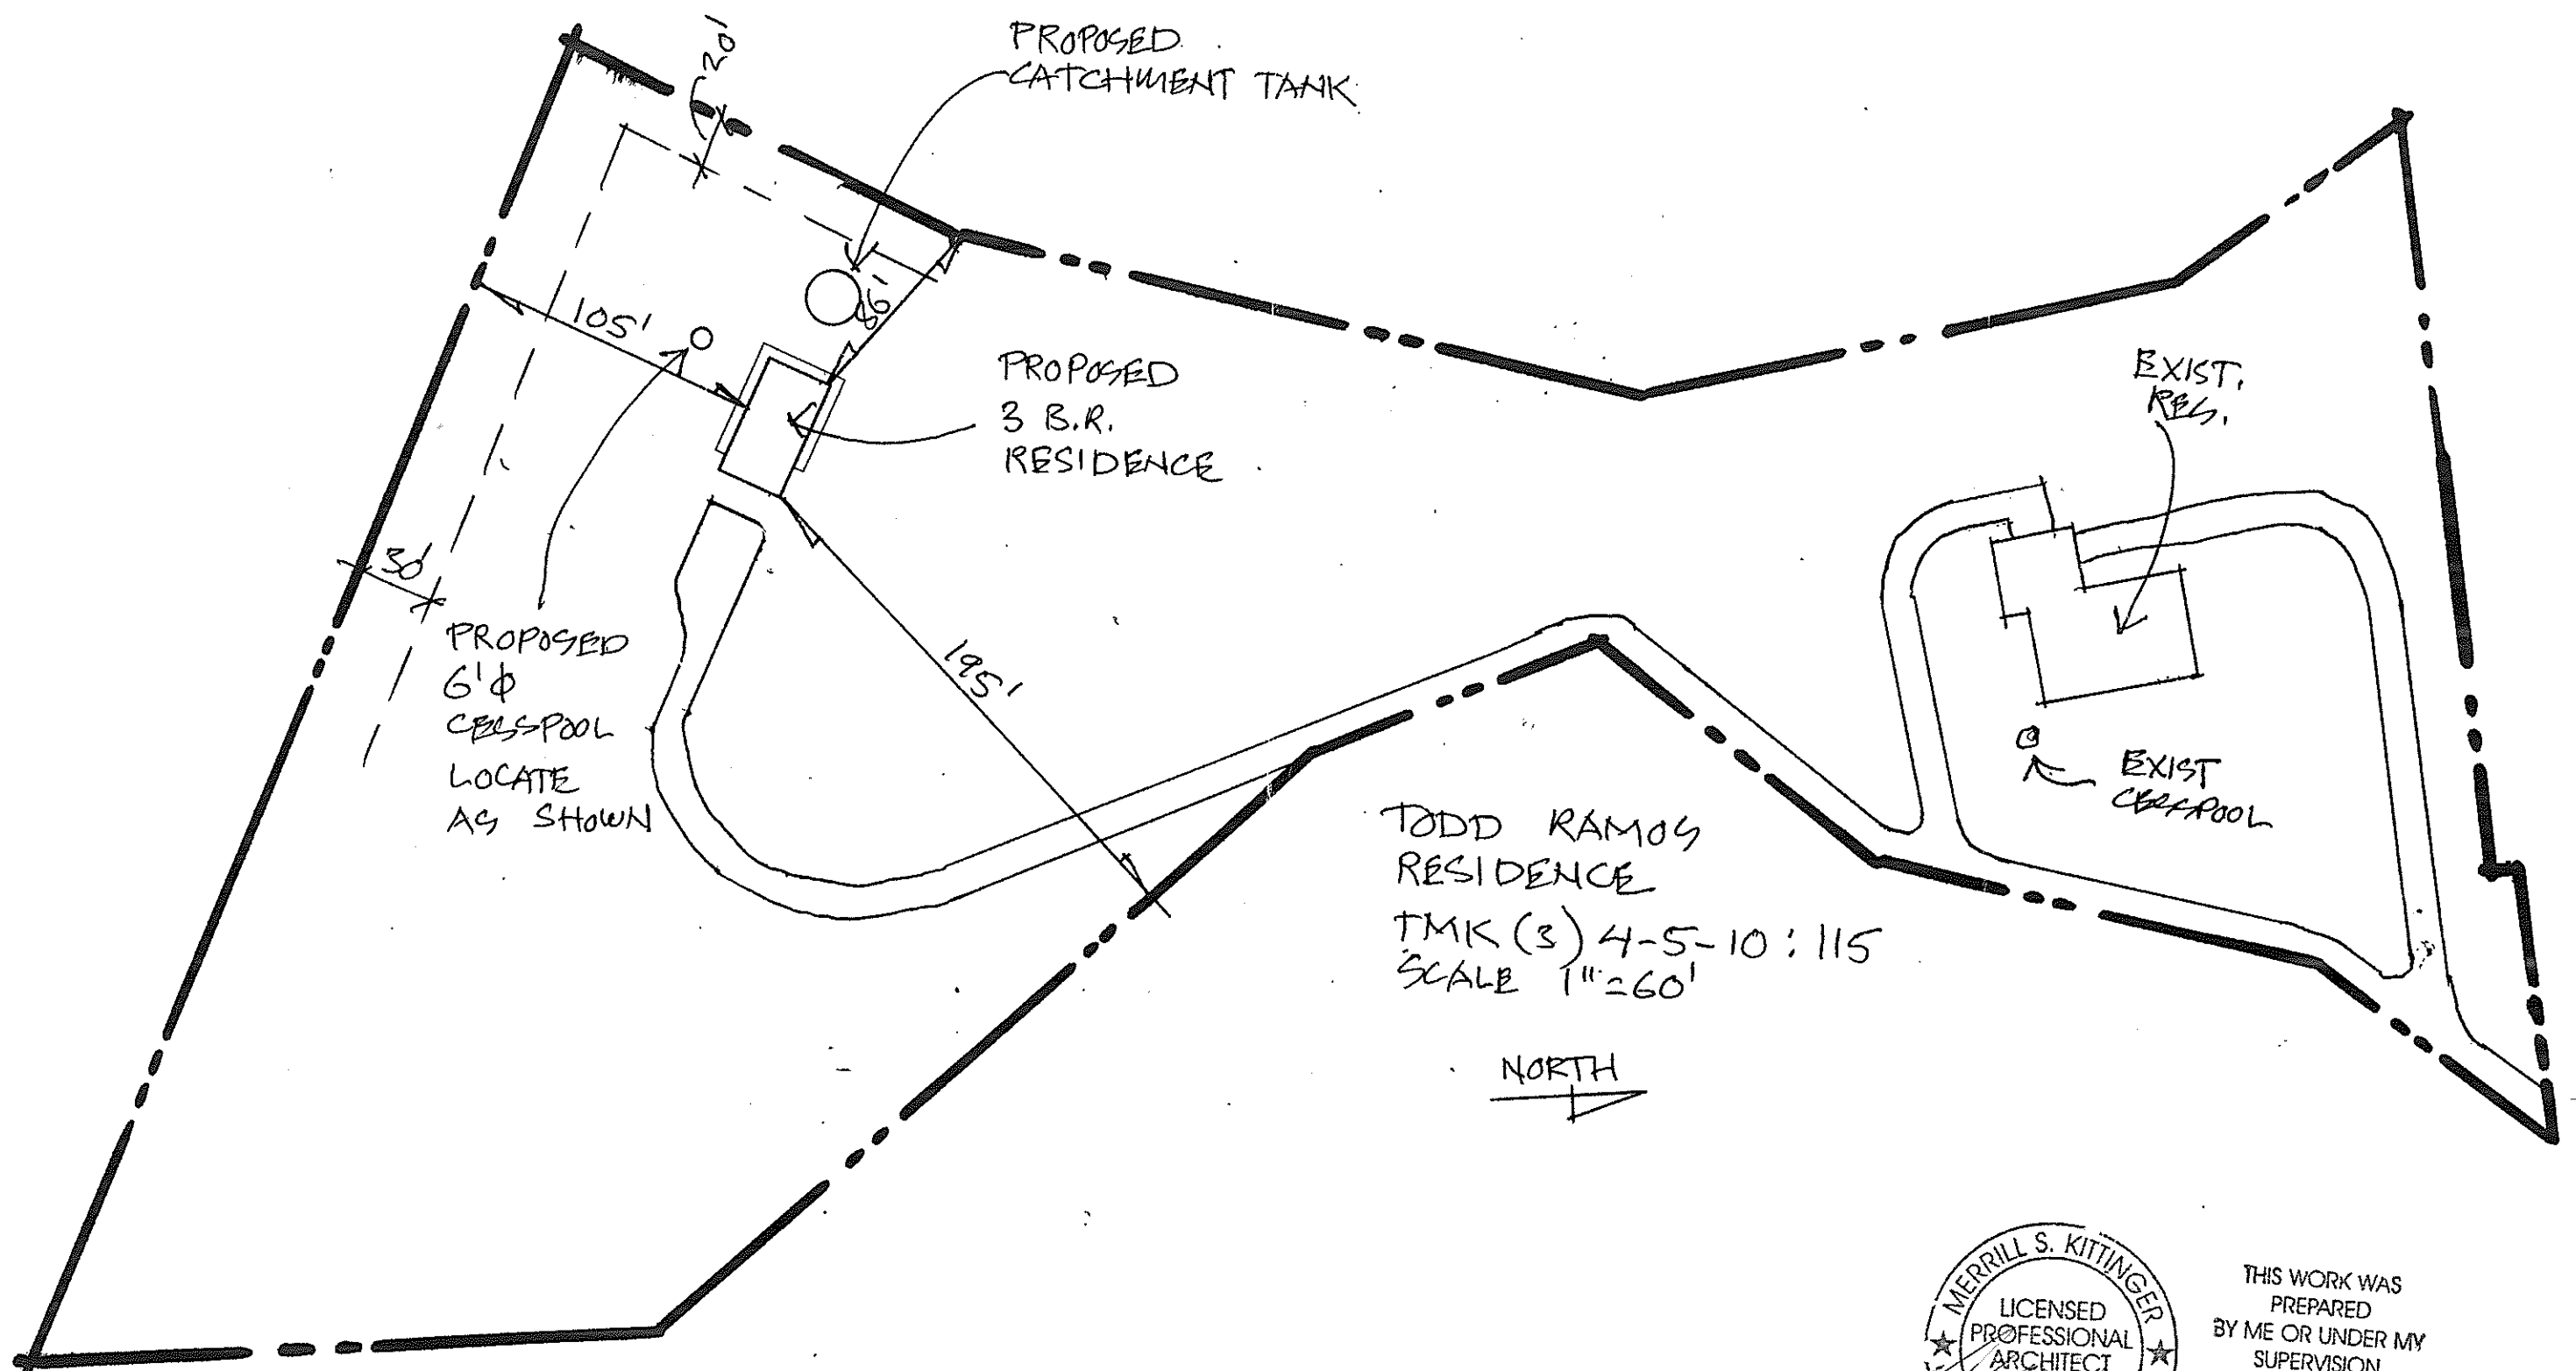 20'
PROPOSED
CATCHMENT TANK
105'
86'
PROPOSED
3 B.R.
RESIDENCE
EXIST.
RES.
30'
PROPOSED
6'φ
CESSPOOL
LOCATE
AS SHOWN
195'
EXIST
CESSPOOL
TODD RAMOS
RESIDENCE
TMK (3) 4-5-10 : 115
SCALE 1"=60'
NORTH
MERRILL S. KITTINGER
LICENSED
PROFESSIONAL
ARCHITECT
THIS WORK WAS
PREPARED
BY ME OR UNDER MY
SUPERVISION